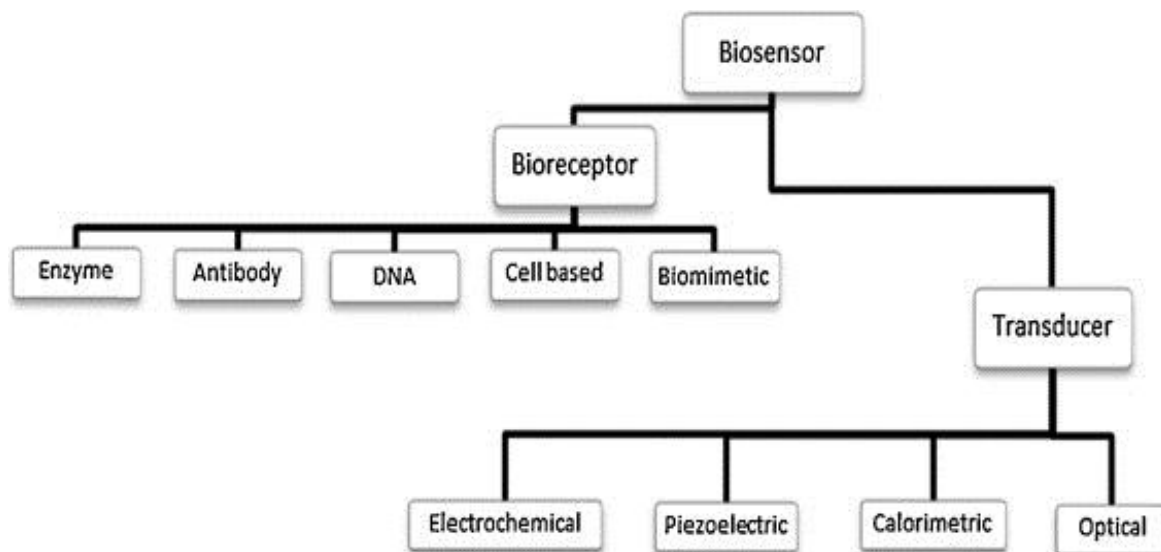 Biosensor
Bioreceptor
Enzyme
Antibody
DNA
Cell based
Biomimetic
Transducer
Electrochemical
Piezoelectric
Calorimetric
Optical